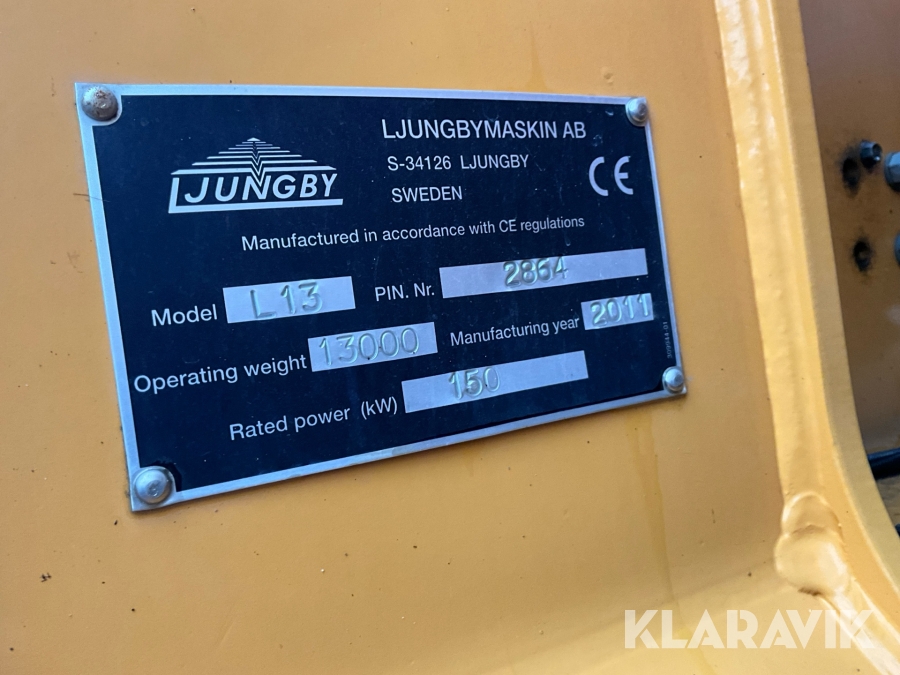 LJUNGBY
LJUNGBYMASKIN AB
S-34126 LJUNGBY
SWEDEN
CE
Manufactured in accordance with CE regulations
Model L13 PIN. Nr. 2864
Operating weight 13000 Manufacturing year 2011
Rated power (kW) 150
KLARAVIK